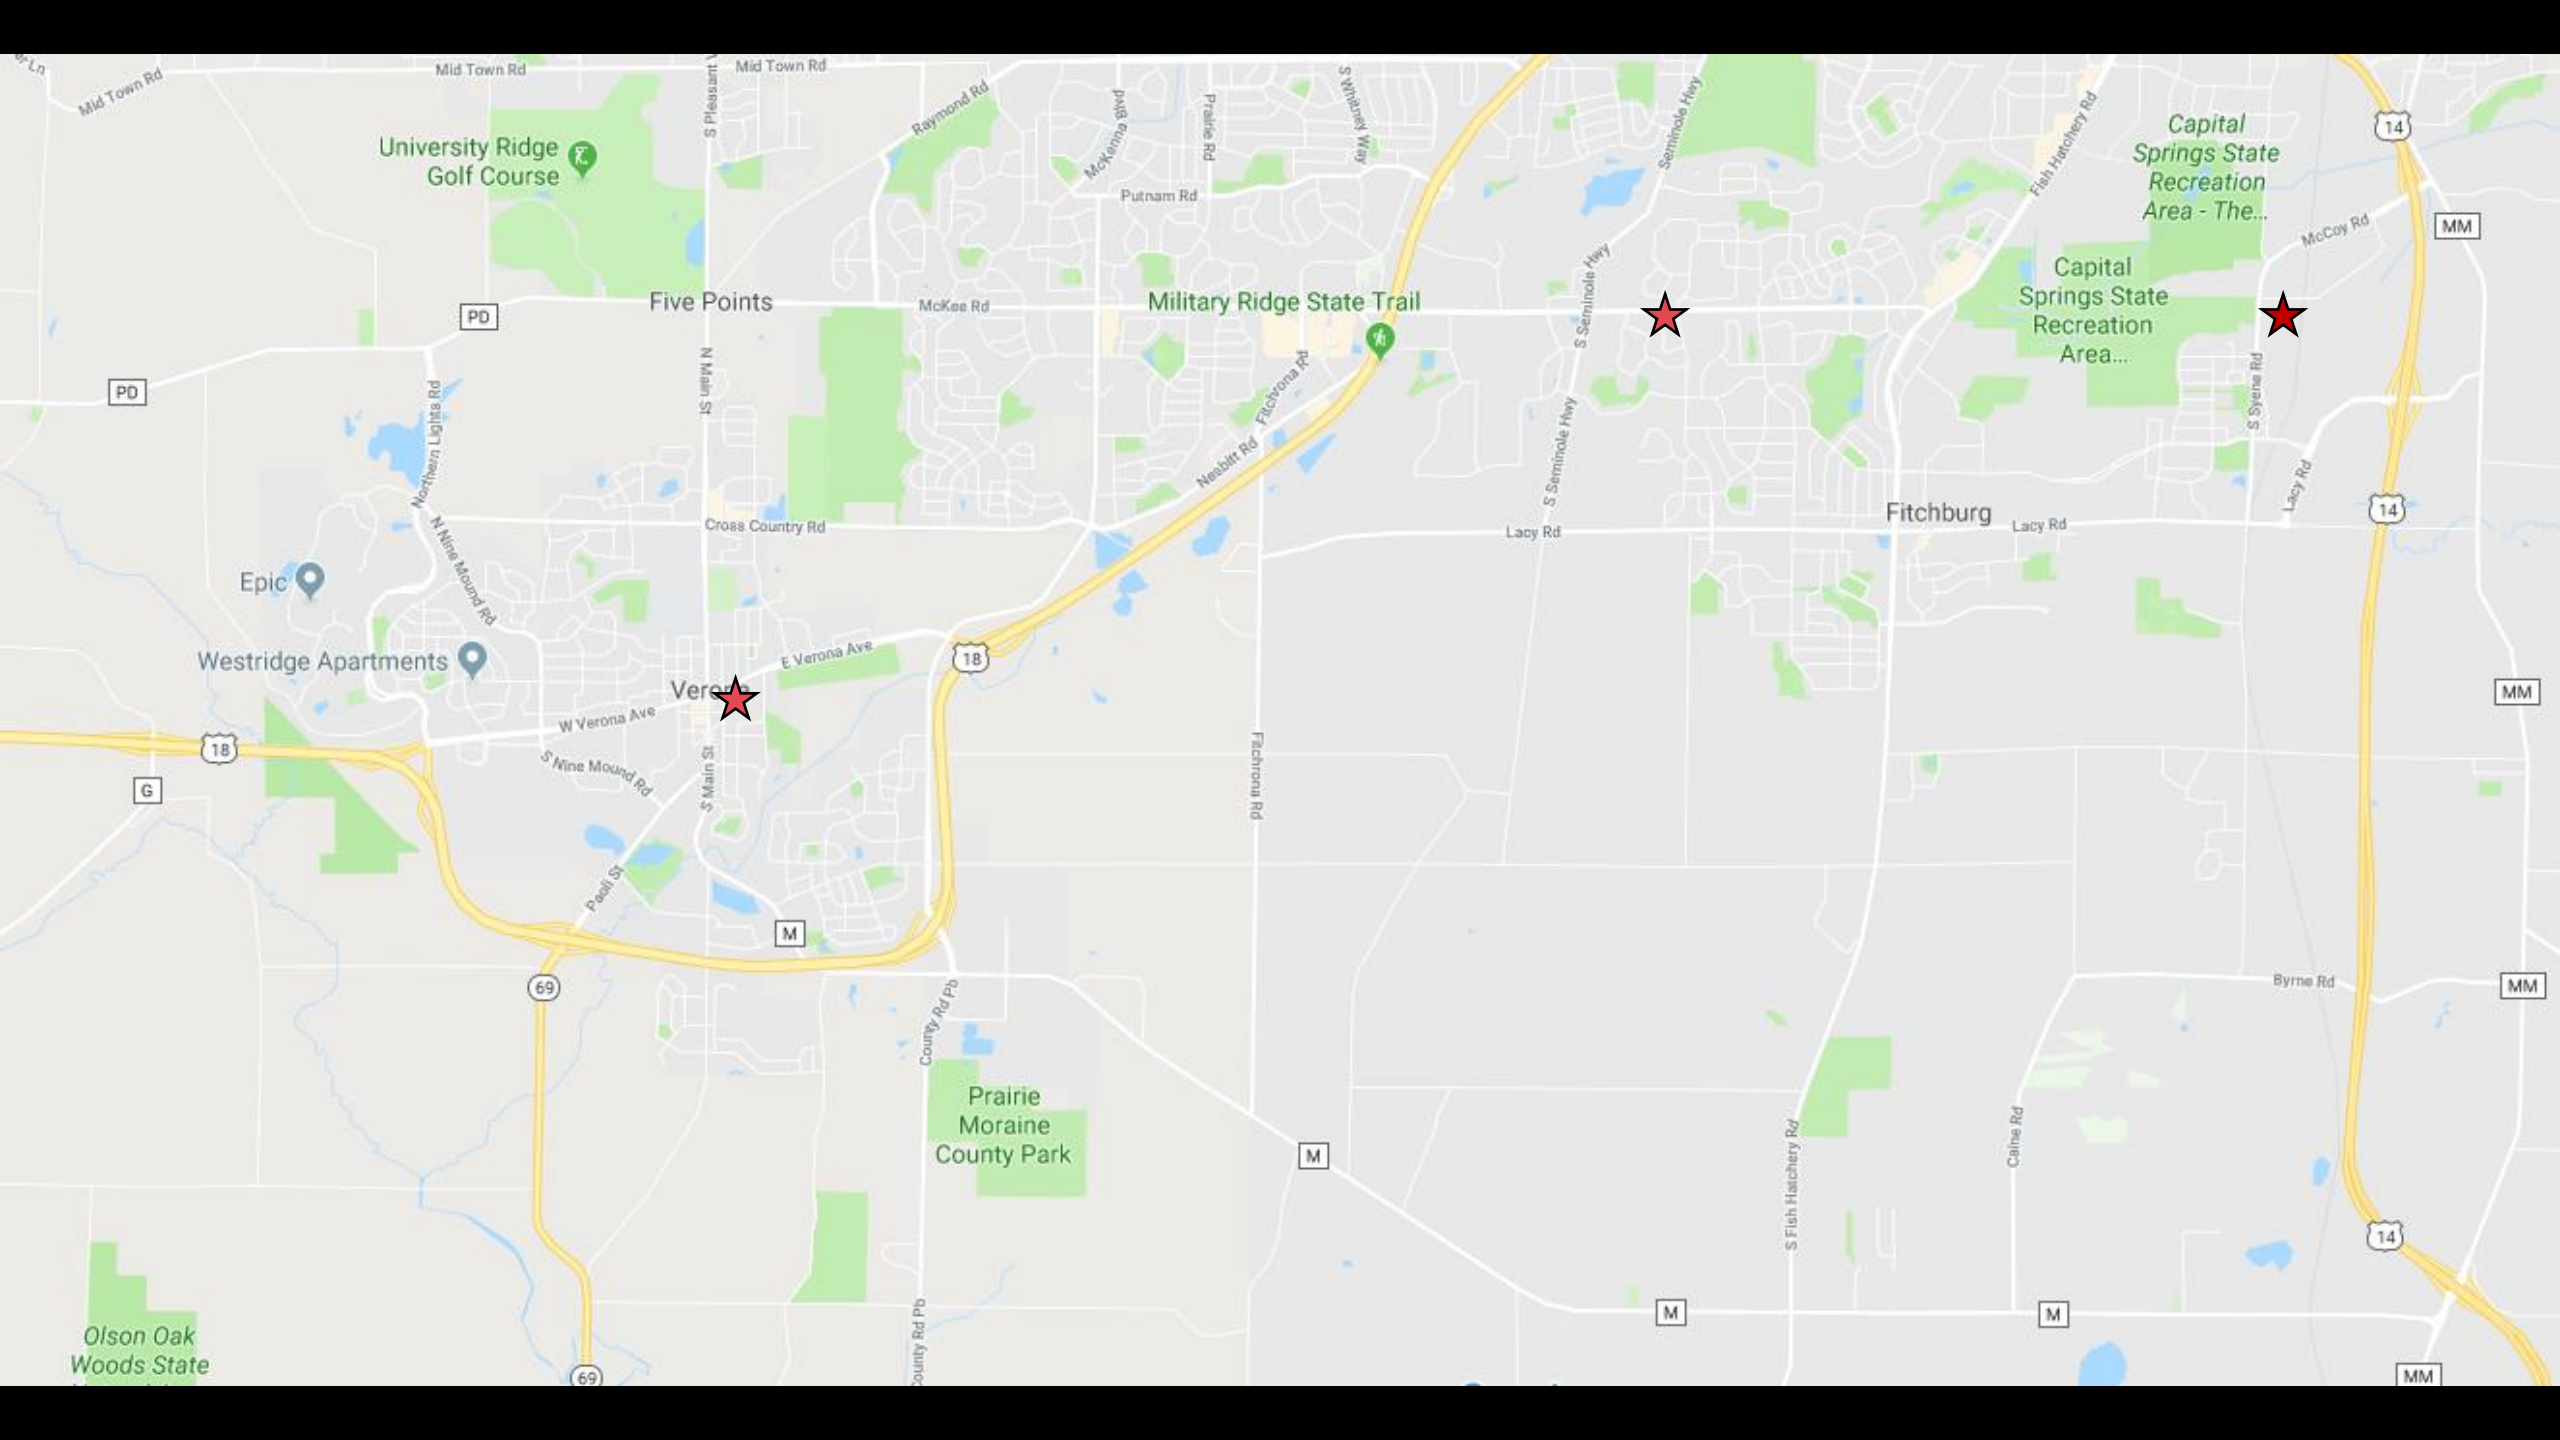 er Ln
Mid Town Rd
Mid Town Rd
S Pleasant V
Mid Town Rd
Raymond Rd
McKenna Blvd
Prairie Rd
S Whitney Way
Seminole Hwy
Fish Hatchery Rd
14
University Ridge
Golf Course
Capital
Springs State
Recreation
Area - The...
Putnam Rd
McCoy Rd
MM
PD
Five Points
McKee Rd
Military Ridge State Trail
S Seminole Hwy
Capital
Springs State
Recreation
Area...
PD
Northern Lights Rd
N Main St
Fitchrona Rd
S Seminole Hwy
S Syene Rd
Nesbitt Rd
Lacy Rd
14
N Nine Mound Rd
Cross Country Rd
Lacy Rd
Fitchburg
Lacy Rd
Epic
Westridge Apartments
E Verona Ave
18
Verona
W Verona Ave
MM
18
S Nine Mound Rd
S Main St
Fitchrona Rd
G
Paoli St
M
69
County Rd Pb
Byrne Rd
MM
Prairie
Moraine
County Park
M
S Fish Hatchery Rd
Caine Rd
14
M
M
Olson Oak
Woods State
County Rd Pb
69
MM